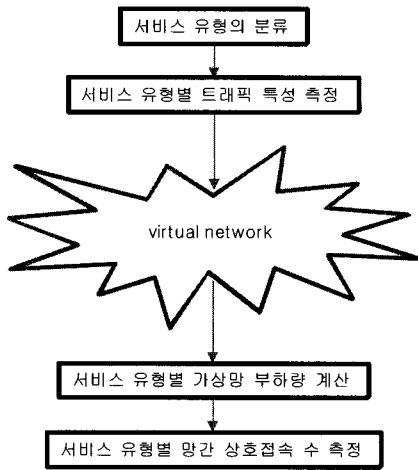 서비스 유형의 분류
서비스 유형별 트래픽 특성 측정
virtual network
서비스 유형별 가상망 부하량 계산
서비스 유형별 망간 상호접속 수 측정